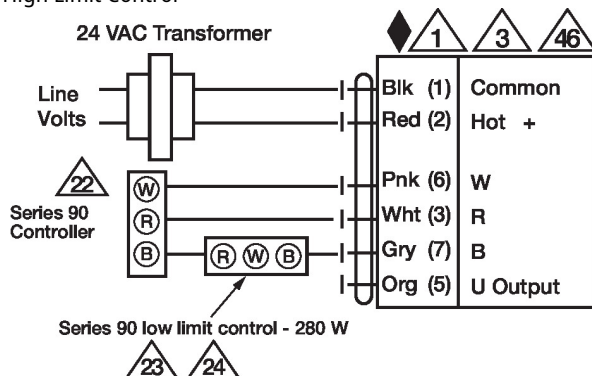 High Limit Control
24 VAC Transformer
1 3 46
Line
Volts
Blk (1) Common
Red (2) Hot +
22
Series 90
Controller
W
R
B
R W B
Pnk (6) W
Wht (3) R
Gry (7) B
Org (5) U Output
Series 90 low limit control - 280 W
23 24